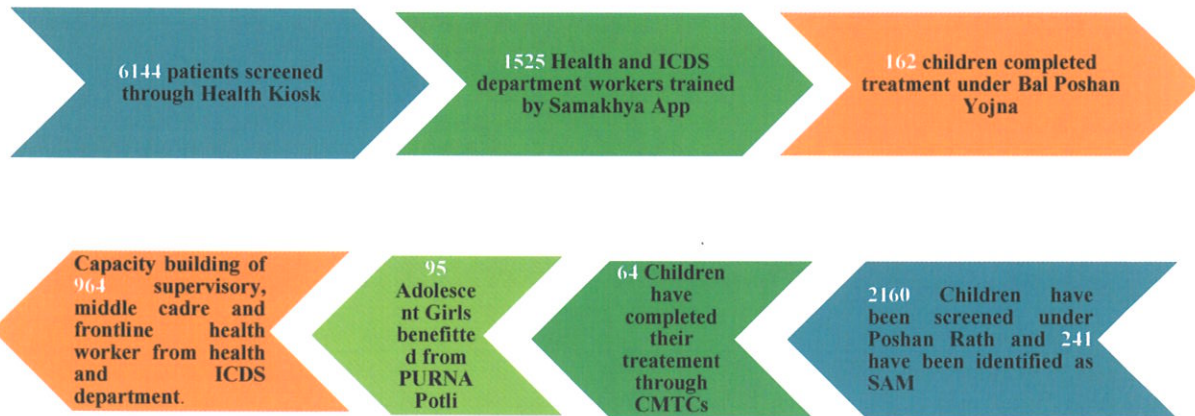 6144 patients screened
through Health Kiosk
1525 Health and ICDS
department workers trained
by Samakhya App
162 children completed
treatment under Bal Poshan
Yojna
Capacity building of
964 supervisory,
middle cadre and
frontline health
worker from health
and ICDS
department.
95
Adolesce
nt Girls
benefitte
d from
PURNA
Potli
64 Children
have
completed
their
treatement
through
CMTCs
2160 Children have
been screened under
Poshan Rath and 241
have been identified as
SAM